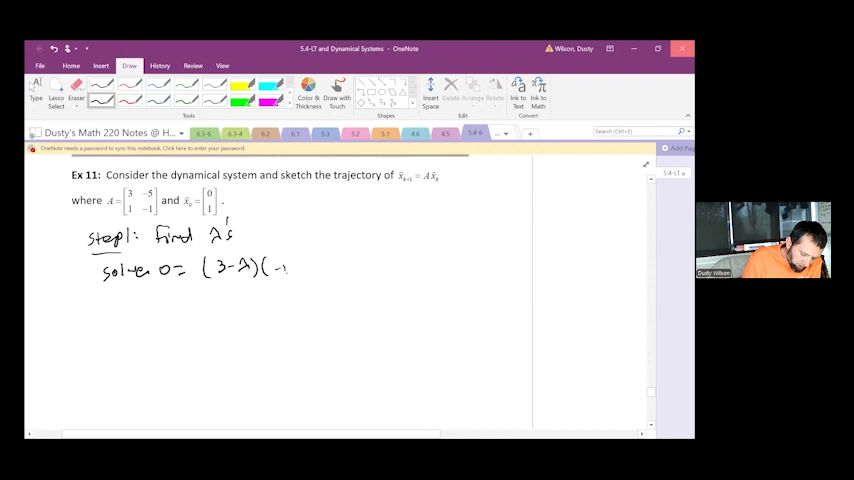 5.4-LT and Dynamical Systems - OneNote
Wilson, Dusty
File Home Insert Draw History Review View
Type
Lasso Select
Eraser
Tools
Color & Thickness
Draw with Touch
Shapes
Insert Space
Delete Arrange Rotate
Edit
Ink to Text
Ink to Math
Convert
Dusty's Math 220 Notes @ H...
6.5-6 6.3-4 6.2 6.1 5.3 5.2 5.1 4.6 4.5 5.4-6 ... +
Search (Ctrl+E)
OneNote needs a password to sync this notebook. Click here to enter your password.
Add Pag
5.4-LT a
Ex 11: Consider the dynamical system and sketch the trajectory of x⃗ₖ₊₁ = Ax⃗ₖ
where A = [3 −5; 1 −1] and x⃗₀ = [0; 1] .
step1: find λ's
solve 0 = (3-λ)(-
Dusty Wilson